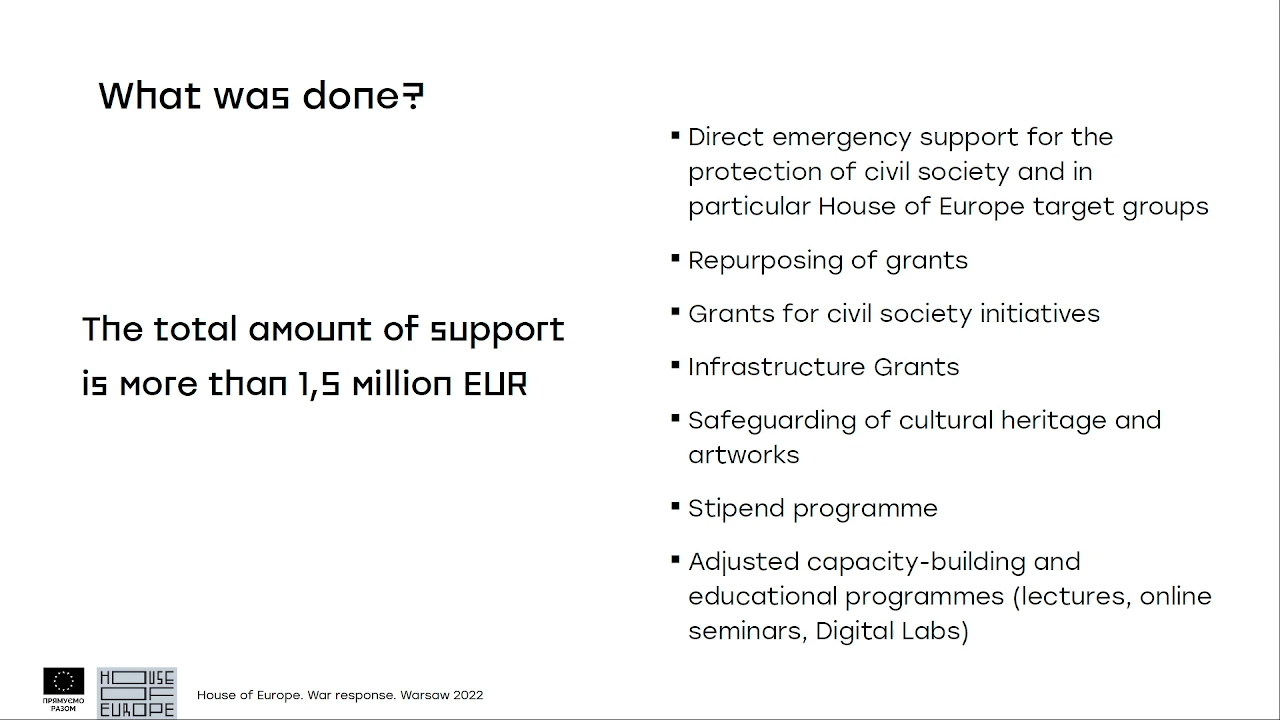 What was done?
The total amount of support
is more than 1,5 million EUR
▪ Direct emergency support for the
protection of civil society and in
particular House of Europe target groups
▪ Repurposing of grants
▪ Grants for civil society initiatives
▪ Infrastructure Grants
▪ Safeguarding of cultural heritage and
artworks
▪ Stipend programme
▪ Adjusted capacity-building and
educational programmes (lectures, online
seminars, Digital Labs)
ПРЯМУЄМО
РАЗОМ
HOUSE
OF
EUROPE
House of Europe. War response. Warsaw 2022